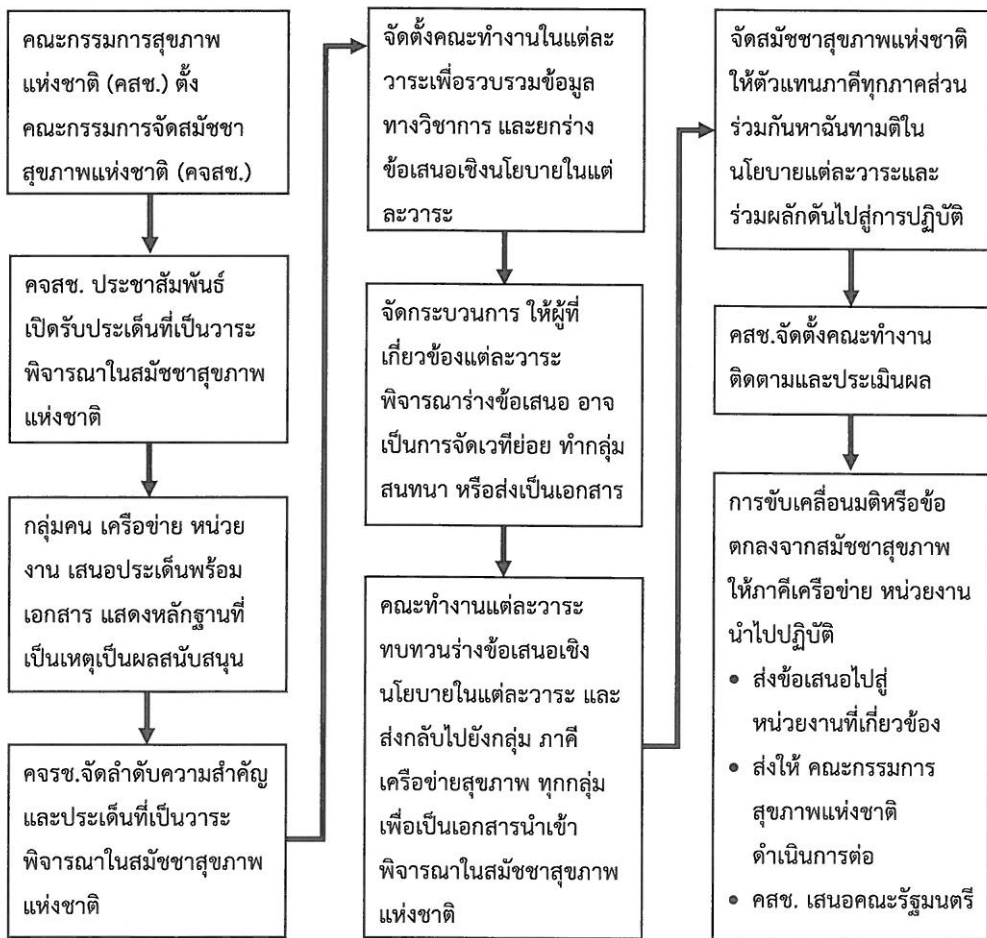 คณะกรรมการสุขภาพ
แห่งชาติ (คสช.) ตั้ง
คณะกรรมการจัดสมัชชา
สุขภาพแห่งชาติ (คจสช.)
คจสช. ประชาสัมพันธ์
เปิดรับประเด็นที่เป็นวาระ
พิจารณาในสมัชชาสุขภาพ
แห่งชาติ
กลุ่มคน เครือข่าย หน่วย
งาน เสนอประเด็นพร้อม
เอกสาร แสดงหลักฐานที่
เป็นเหตุเป็นผลสนับสนุน
คจรช.จัดลำดับความสำคัญ
และประเด็นที่เป็นวาระ
พิจารณาในสมัชชาสุขภาพ
แห่งชาติ
จัดตั้งคณะทำงานในแต่ละ
วาระเพื่อรวบรวมข้อมูล
ทางวิชาการ และยกร่าง
ข้อเสนอเชิงนโยบายในแต่
ละวาระ
จัดกระบวนการ ให้ผู้ที่
เกี่ยวข้องแต่ละวาระ
พิจารณาร่างข้อเสนอ อาจ
เป็นการจัดเวทีย่อย ทำกลุ่ม
สนทนา หรือส่งเป็นเอกสาร
คณะทำงานแต่ละวาระ
ทบทวนร่างข้อเสนอเชิง
นโยบายในแต่ละวาระ และ
ส่งกลับไปยังกลุ่ม ภาคี
เครือข่ายสุขภาพ ทุกกลุ่ม
เพื่อเป็นเอกสารนำเข้า
พิจารณาในสมัชชาสุขภาพ
แห่งชาติ
จัดสมัชชาสุขภาพแห่งชาติ
ให้ตัวแทนภาคีทุกภาคส่วน
ร่วมกันหาฉันทามติใน
นโยบายแต่ละวาระและ
ร่วมผลักดันไปสู่การปฏิบัติ
คสช.จัดตั้งคณะทำงาน
ติดตามและประเมินผล
การขับเคลื่อนมติหรือข้อ
ตกลงจากสมัชชาสุขภาพ
ให้ภาคีเครือข่าย หน่วยงาน
นำไปปฏิบัติ
• ส่งข้อเสนอไปสู่
หน่วยงานที่เกี่ยวข้อง
• ส่งให้ คณะกรรมการ
สุขภาพแห่งชาติ
ดำเนินการต่อ
• คสช. เสนอคณะรัฐมนตรี